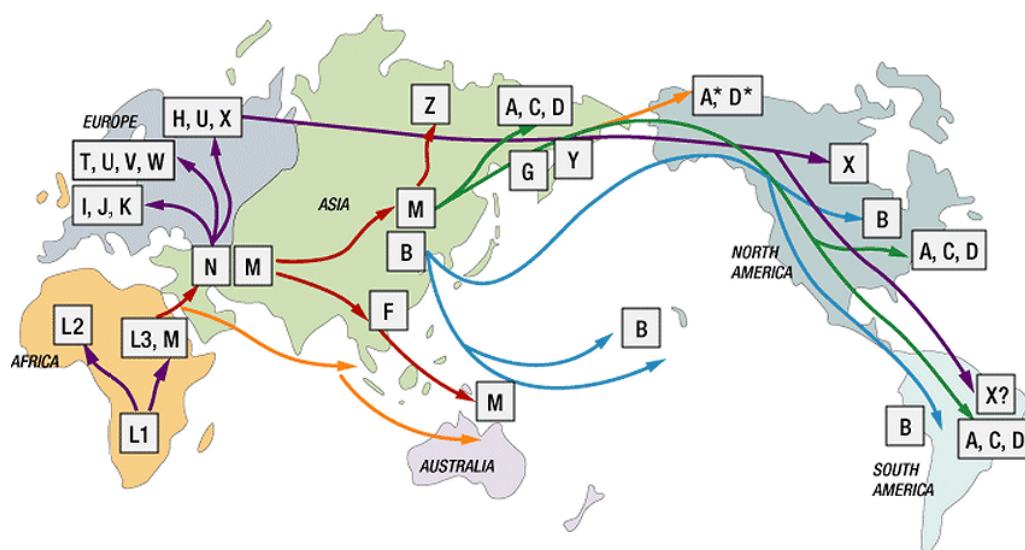 Z
A, C, D
A,* D*
EUROPE
H, U, X
T, U, V, W
G
Y
X
I, J, K
ASIA
M
B
B
N
M
NORTH
AMERICA
A, C, D
F
L2
L3, M
B
AFRICA
M
X?
L1
B
A, C, D
AUSTRALIA
SOUTH
AMERICA